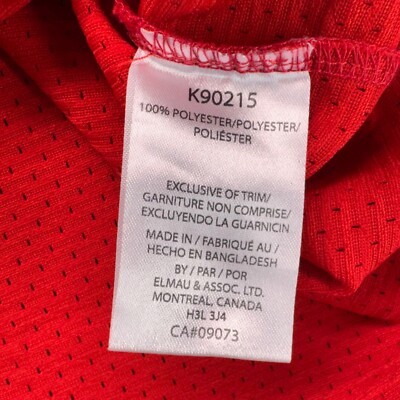 K90215
100% POLYESTER/POLYESTER/
POLIÉSTER
EXCLUSIVE OF TRIM/
GARNITURE NON COMPRISE/
EXCLUYENDO LA GUARNICIN
MADE IN / FABRIQUÉ AU /
HECHO EN BANGLADESH
BY / PAR / POR
ELMAU & ASSOC. LTD.
MONTREAL, CANADA
H3L 3J4
CA#09073